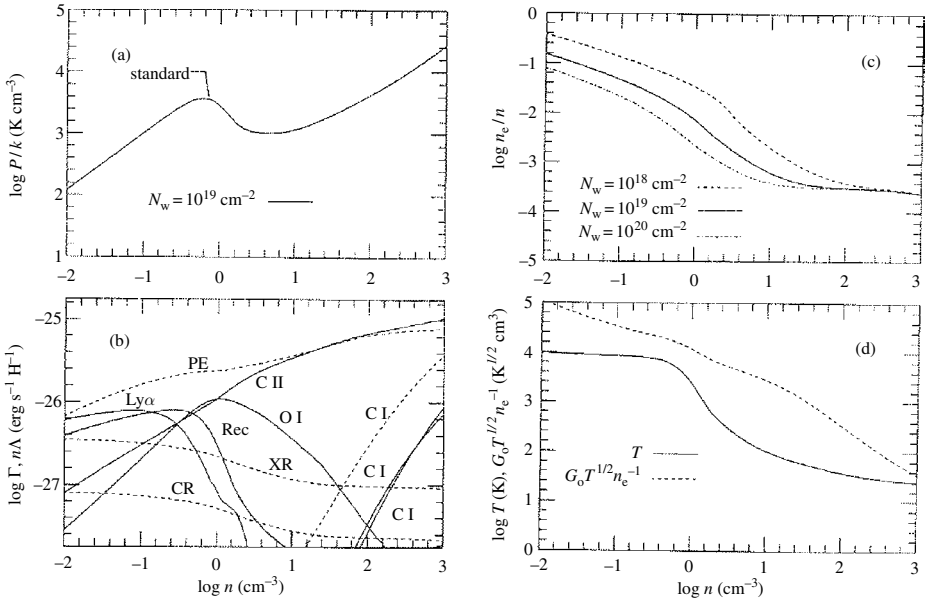 5
4
3
2
1
−2
−1
0
1
2
3
log P/k (K cm⁻³)
(a)
standard
N_w = 10¹⁹ cm⁻²
−0
−1
−2
−3
−4
−5
−2
−1
0
1
2
3
log nₑ/n
(c)
N_w = 10¹⁸ cm⁻²
N_w = 10¹⁹ cm⁻²
N_w = 10²⁰ cm⁻²
−25
−26
−27
−2
−1
0
1
2
3
log Γ, nΛ (erg s⁻¹ H⁻¹)
log n (cm⁻³)
(b)
PE
C II
Lyα
O I
C I
Rec
XR
C I
CR
C I
5
4
3
2
1
0
−2
−1
0
1
2
3
log T (K), G₀T^{1/2}nₑ⁻¹ (K^{1/2} cm³)
log n (cm⁻³)
(d)
T
G₀T^{1/2}nₑ⁻¹